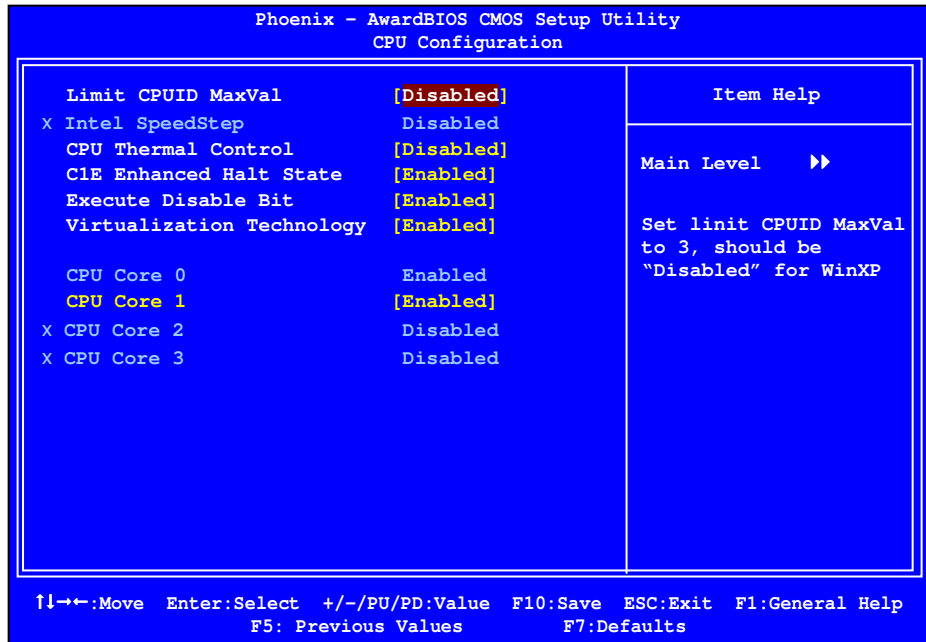 Phoenix – AwardBIOS CMOS Setup Utility
CPU Configuration
Limit CPUID MaxVal [Disabled]
X Intel SpeedStep Disabled
CPU Thermal Control [Disabled]
C1E Enhanced Halt State [Enabled]
Execute Disable Bit [Enabled]
Virtualization Technology [Enabled]
CPU Core 0 Enabled
CPU Core 1 [Enabled]
X CPU Core 2 Disabled
X CPU Core 3 Disabled
Item Help
Main Level
Set linit CPUID MaxVal
to 3, should be
“Disabled” for WinXP
↑↓→←:Move Enter:Select +/–/PU/PD:Value F10:Save ESC:Exit F1:General Help
F5: Previous Values F7:Defaults